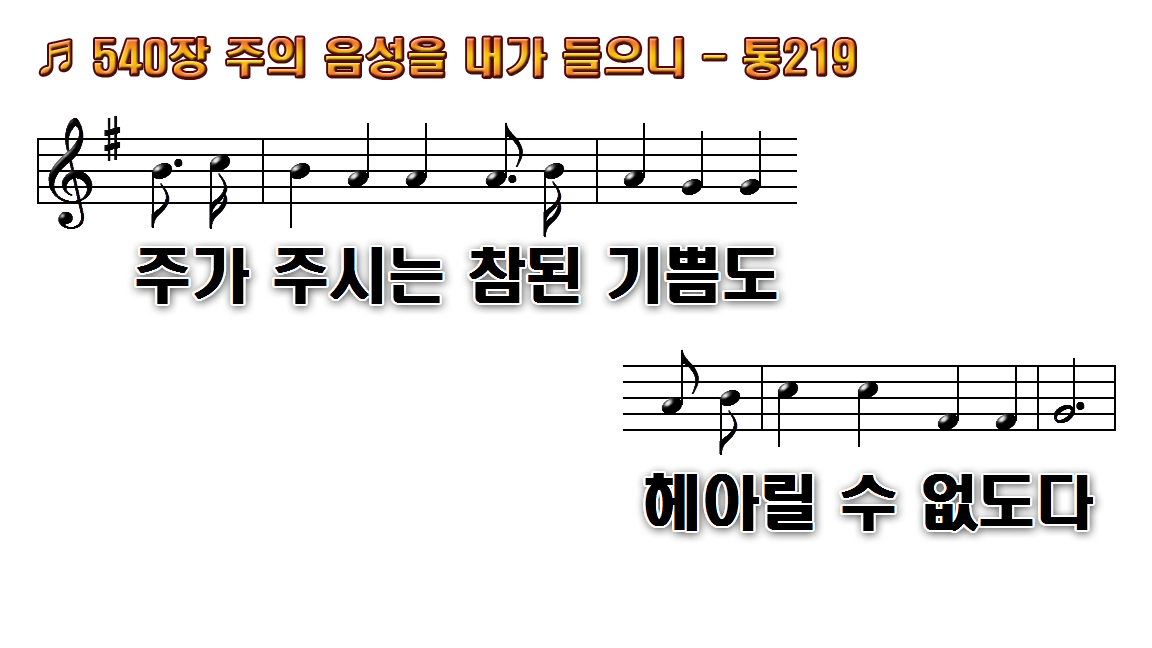 ♬ 540장 주의 음성을 내가 들으니 - 통219
주가 주시는 참된 기쁨도
헤아릴 수 없도다